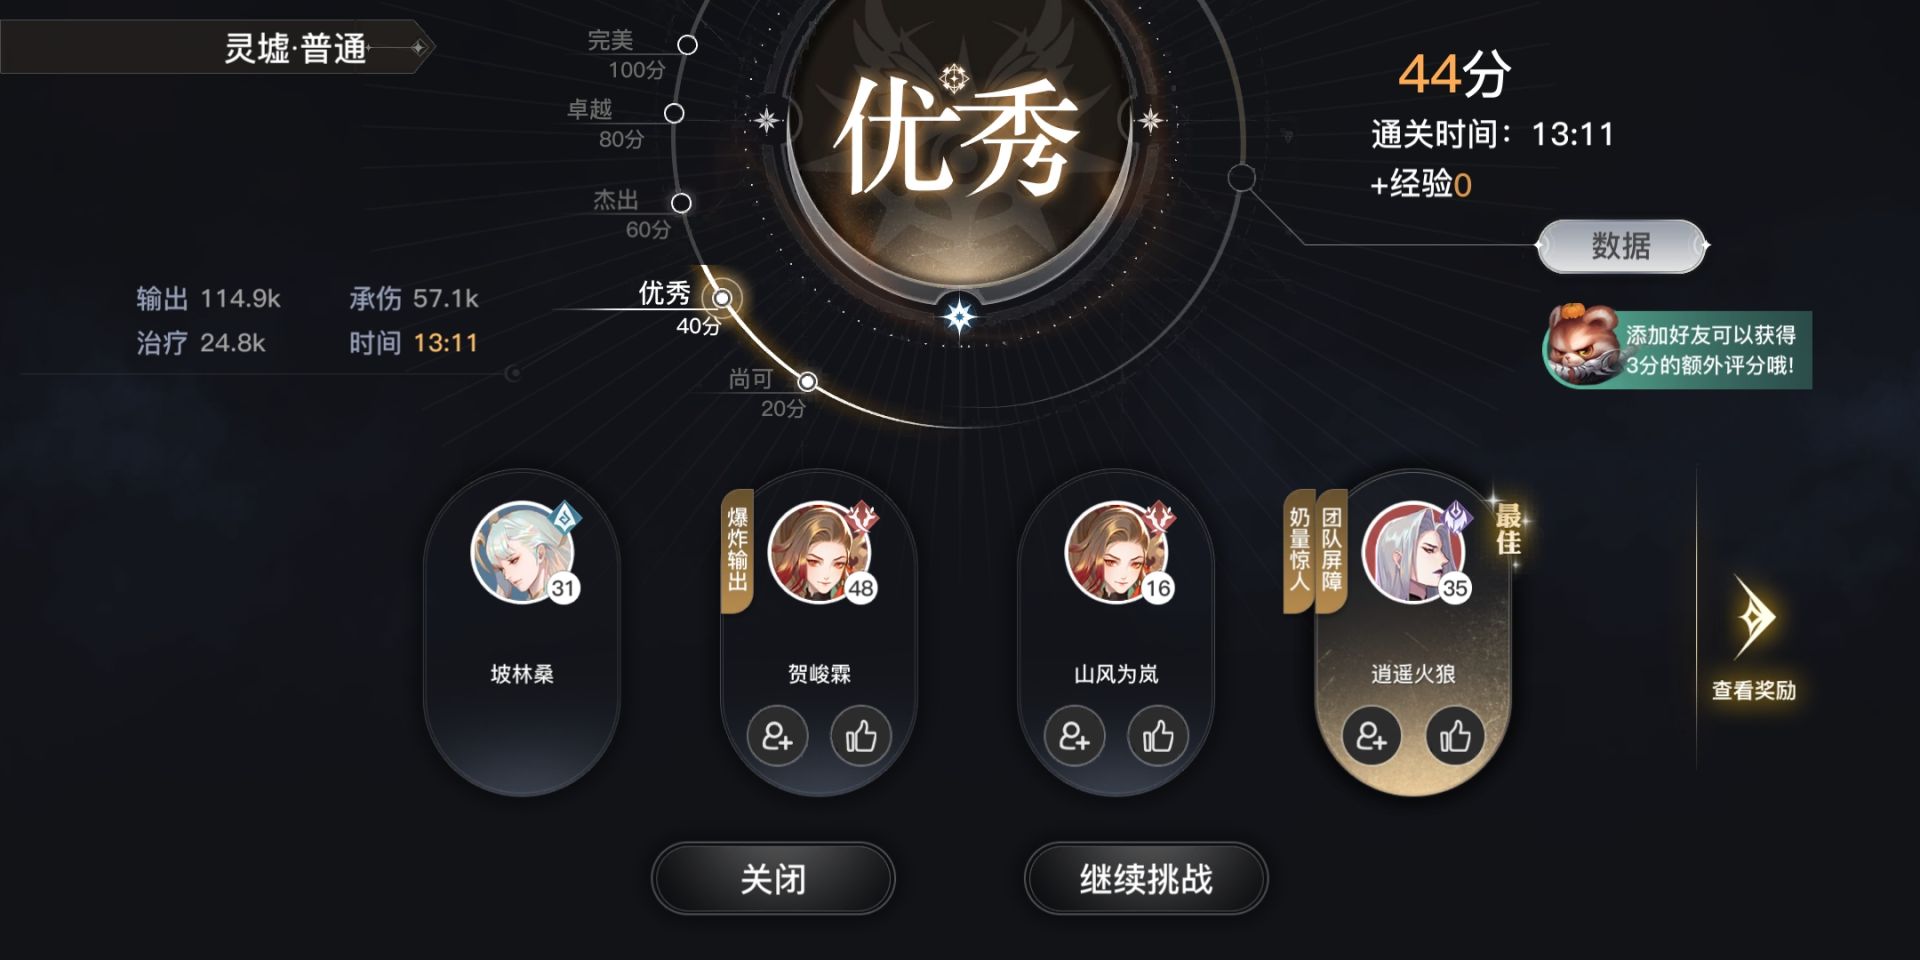 灵墟·普通
完美
100分
卓越
80分
杰出
60分
优秀
40分
尚可
20分
优秀
44分
通关时间：13:11
+经验0
数据
添加好友可以获得
3分的额外评分哦!
输出 114.9k 承伤 57.1k
治疗 24.8k 时间 13:11
31
坡林桑
爆炸输出
48
贺峻霖
16
山风为岚
奶量惊人
团队屏障
35
最佳
逍遥火狼
查看奖励
关闭
继续挑战